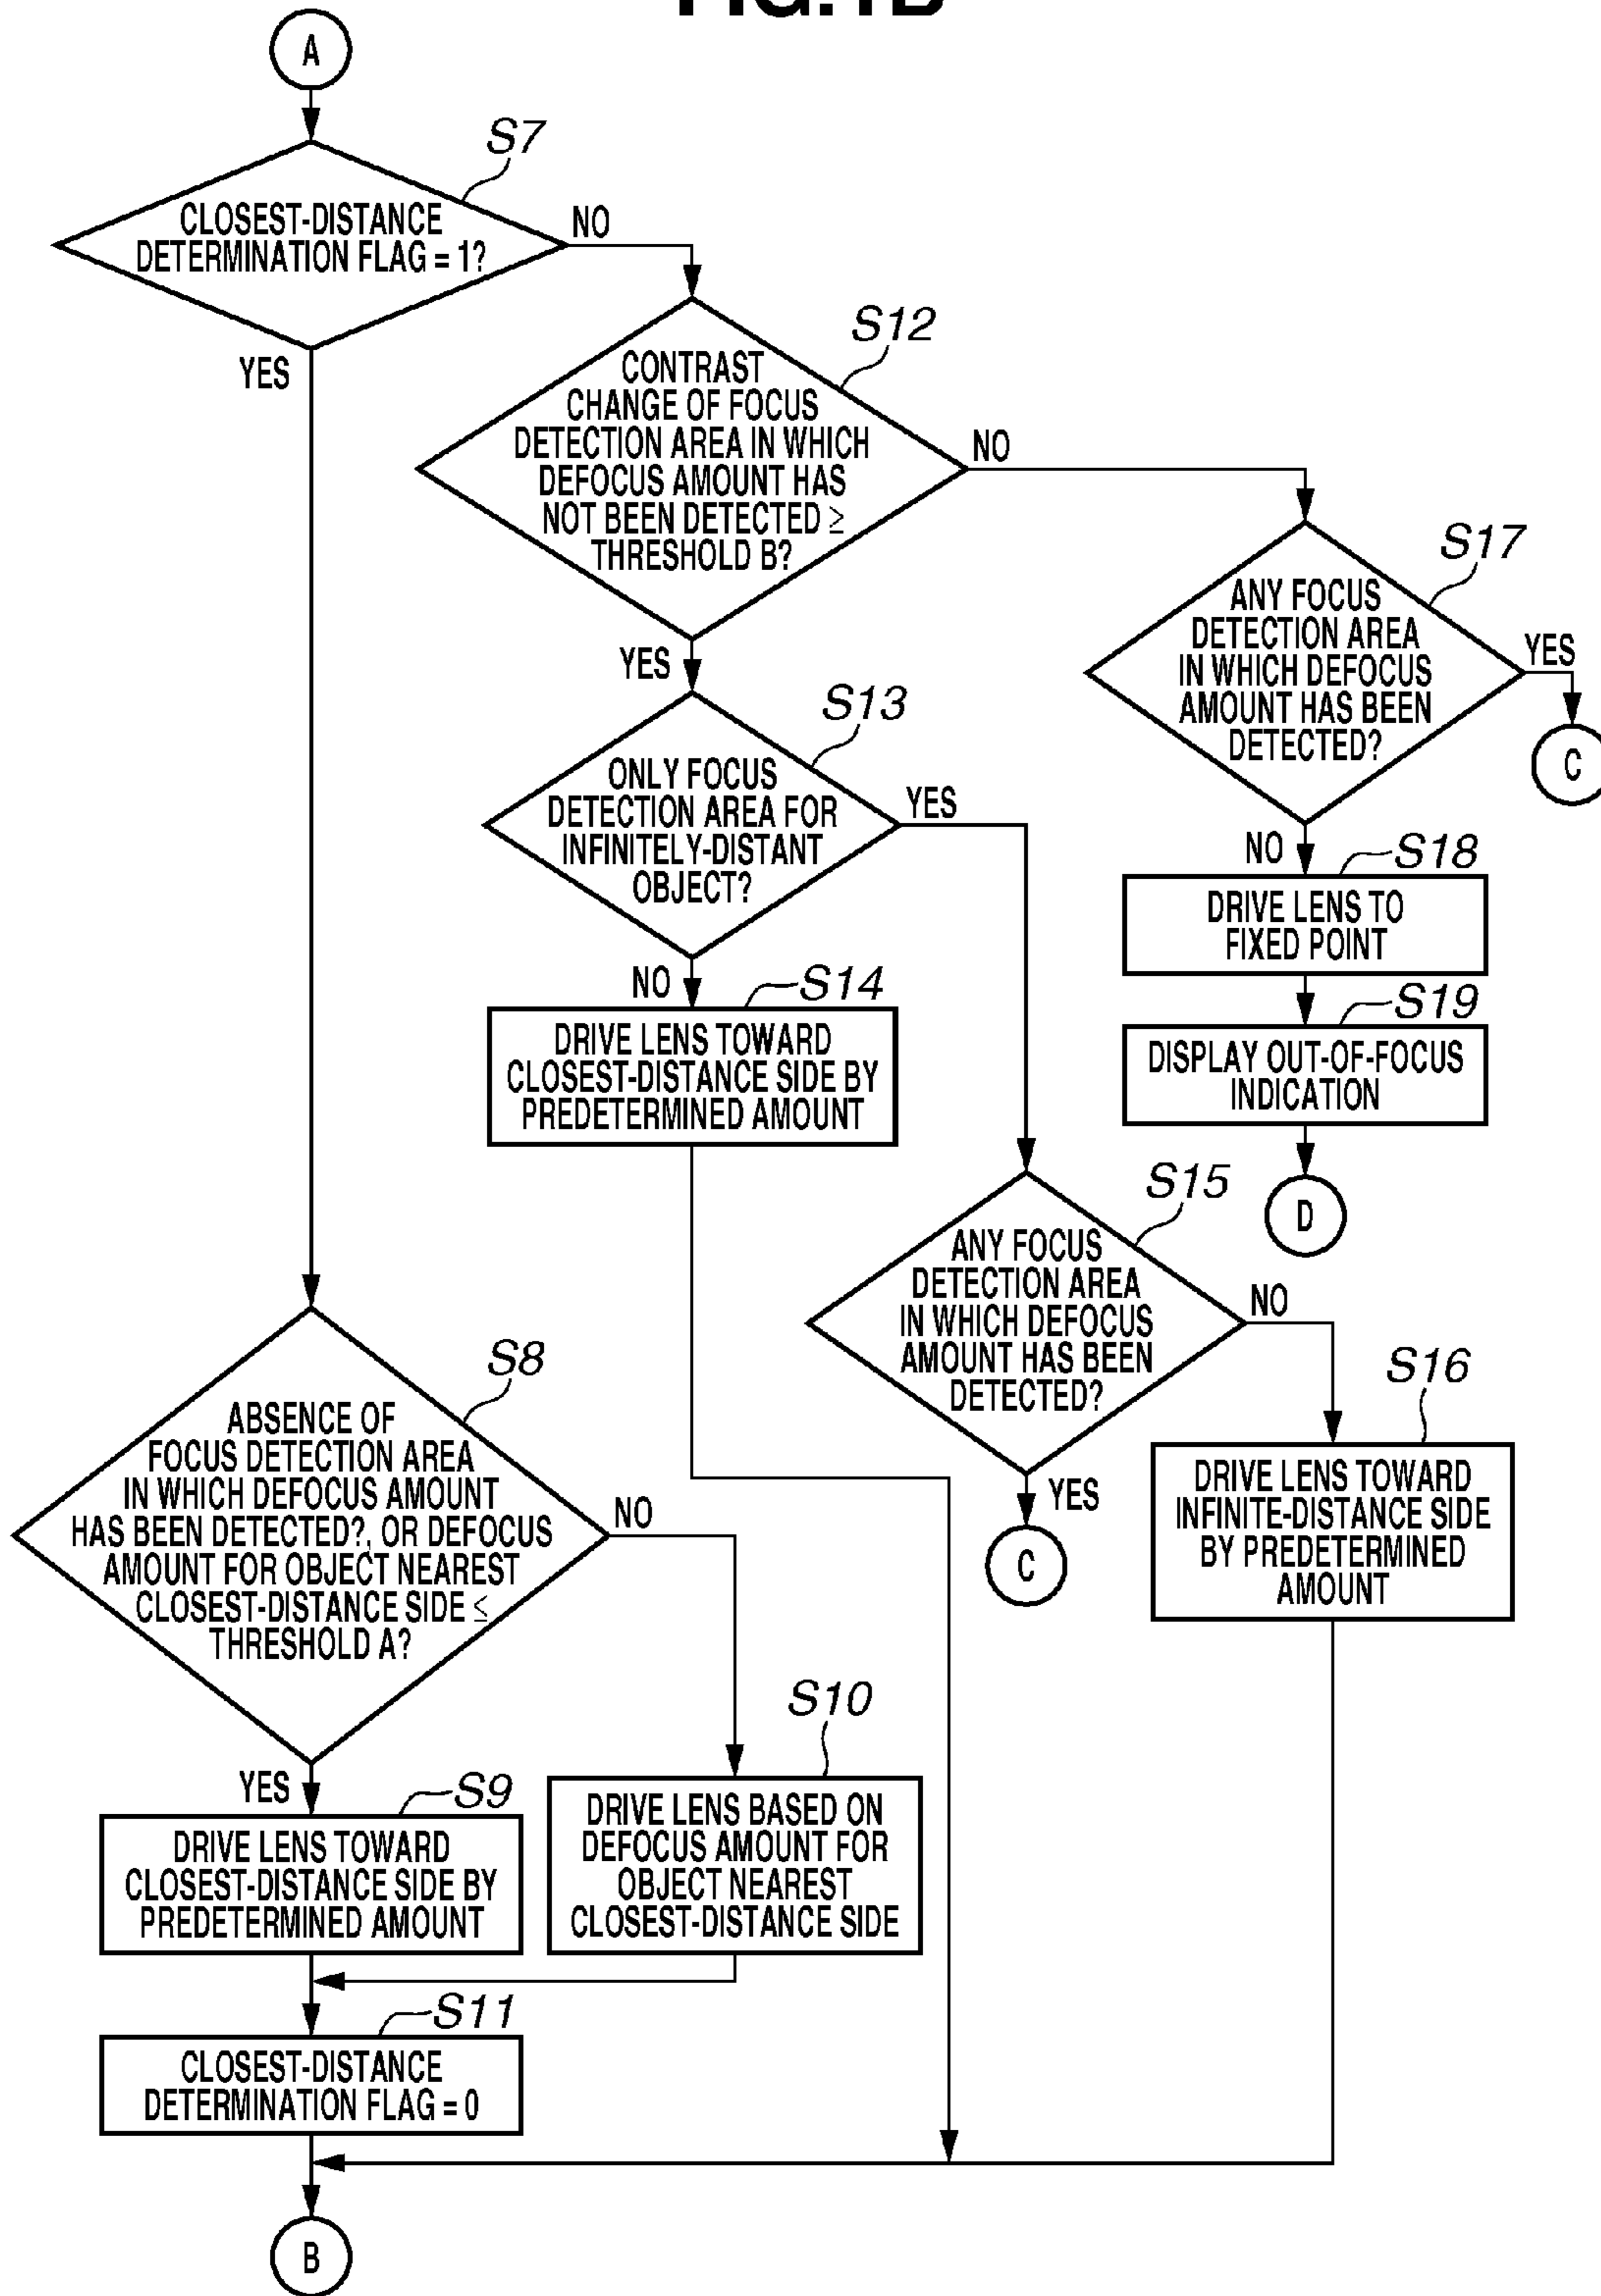 FIG.1B
A
S7
CLOSEST-DISTANCE
DETERMINATION FLAG = 1?
NO
YES
S12
CONTRAST
CHANGE OF FOCUS
DETECTION AREA IN WHICH
DEFOCUS AMOUNT HAS
NOT BEEN DETECTED ≥
THRESHOLD B?
NO
YES
S17
ANY FOCUS
DETECTION AREA
IN WHICH DEFOCUS
AMOUNT HAS BEEN
DETECTED?
YES
C
NO
S13
ONLY FOCUS
DETECTION AREA FOR
INFINITELY-DISTANT
OBJECT?
YES
NO
S18
DRIVE LENS TO
FIXED POINT
S14
DRIVE LENS TOWARD
CLOSEST-DISTANCE SIDE BY
PREDETERMINED AMOUNT
S19
DISPLAY OUT-OF-FOCUS
INDICATION
D
S15
ANY FOCUS
DETECTION AREA
IN WHICH DEFOCUS
AMOUNT HAS BEEN
DETECTED?
NO
YES
C
S16
DRIVE LENS TOWARD
INFINITE-DISTANCE SIDE
BY PREDETERMINED
AMOUNT
S8
ABSENCE OF
FOCUS DETECTION AREA
IN WHICH DEFOCUS AMOUNT
HAS BEEN DETECTED?, OR DEFOCUS
AMOUNT FOR OBJECT NEAREST
CLOSEST-DISTANCE SIDE ≤
THRESHOLD A?
NO
YES
S9
DRIVE LENS TOWARD
CLOSEST-DISTANCE SIDE BY
PREDETERMINED AMOUNT
S10
DRIVE LENS BASED ON
DEFOCUS AMOUNT FOR
OBJECT NEAREST
CLOSEST-DISTANCE SIDE
S11
CLOSEST-DISTANCE
DETERMINATION FLAG = 0
B